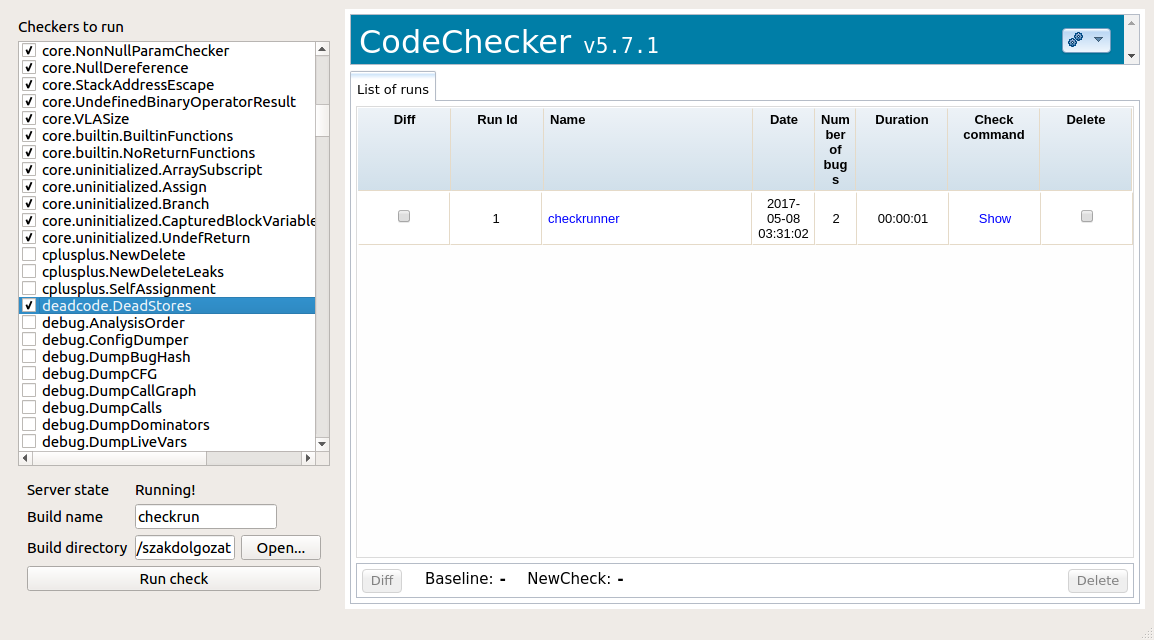 Checkers to run
core.NonNullParamChecker
core.NullDereference
core.StackAddressEscape
core.UndefinedBinaryOperatorResult
core.VLASize
core.builtin.BuiltinFunctions
core.builtin.NoReturnFunctions
core.uninitialized.ArraySubscript
core.uninitialized.Assign
core.uninitialized.Branch
core.uninitialized.CapturedBlockVariable
core.uninitialized.UndefReturn
cplusplus.NewDelete
cplusplus.NewDeleteLeaks
cplusplus.SelfAssignment
deadcode.DeadStores
debug.AnalysisOrder
debug.ConfigDumper
debug.DumpBugHash
debug.DumpCFG
debug.DumpCallGraph
debug.DumpCalls
debug.DumpDominators
debug.DumpLiveVars
Server state Running!
Build name checkrun
Build directory /szakdolgozat Open...
Run check
CodeChecker v5.7.1
List of runs
Diff Run Id Name Date Num Duration Check Delete
ber command
of
bug
s
2017-
1 checkrunner 05-08 2 00:00:01 Show
03:31:02
Diff Baseline: - NewCheck: - Delete